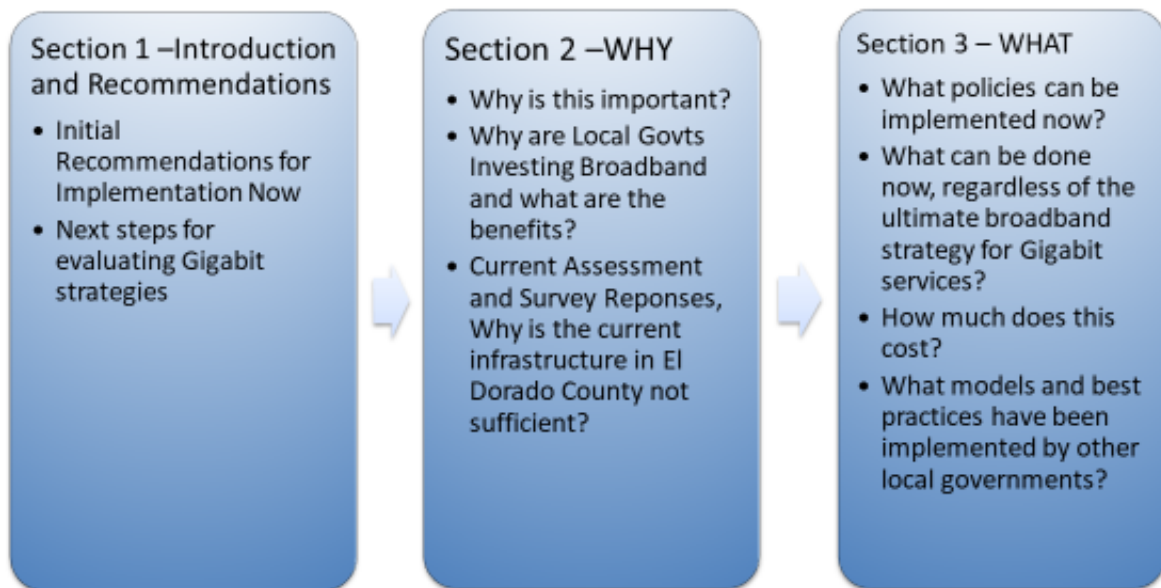 Section 1 –Introduction
and Recommendations
• Initial
Recommendations for
Implementation Now
• Next steps for
evaluating Gigabit
strategies
Section 2 –WHY
• Why is this important?
• Why are Local Govts
Investing Broadband
and what are the
benefits?
• Current Assessment
and Survey Reponses,
Why is the current
infrastructure in El
Dorado County not
sufficient?
Section 3 – WHAT
• What policies can be
implemented now?
• What can be done
now, regardless of the
ultimate broadband
strategy for Gigabit
services?
• How much does this
cost?
• What models and best
practices have been
implemented by other
local governments?